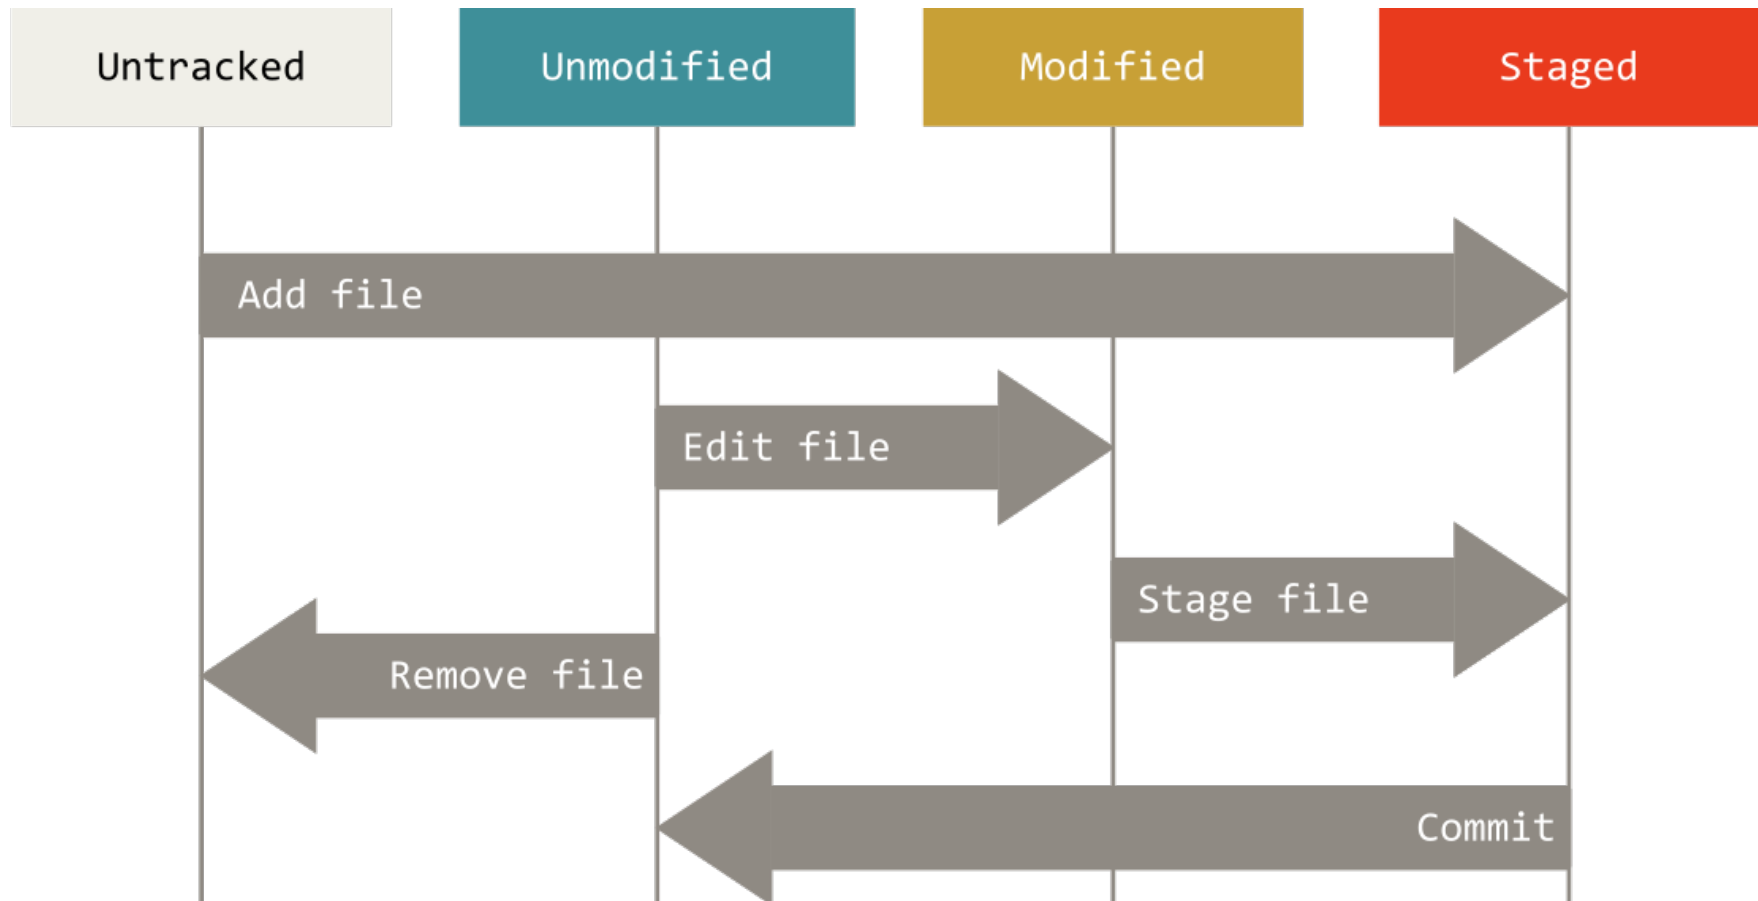 Untracked
Unmodified
Modified
Staged
Add file
Edit file
Stage file
Remove file
Commit